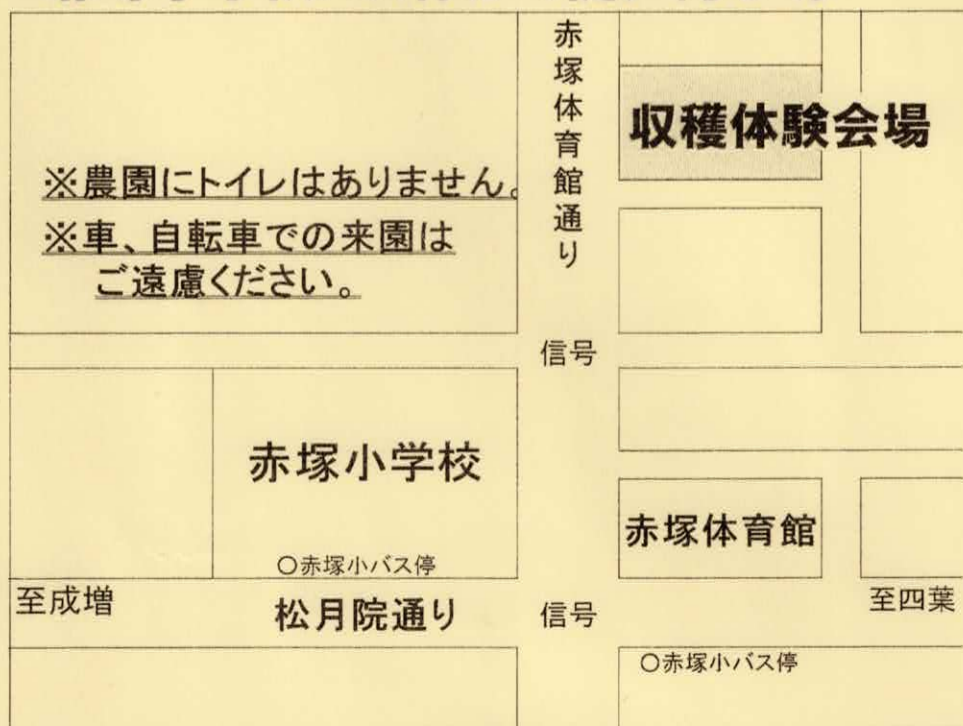 赤塚体育館通り
収穫体験会場
※農園にトイレはありません。
※車、自転車での来園は
ご遠慮ください。
信号
赤塚小学校
赤塚体育館
○赤塚小バス停
至成増
松月院通り
信号
至四葉
○赤塚小バス停